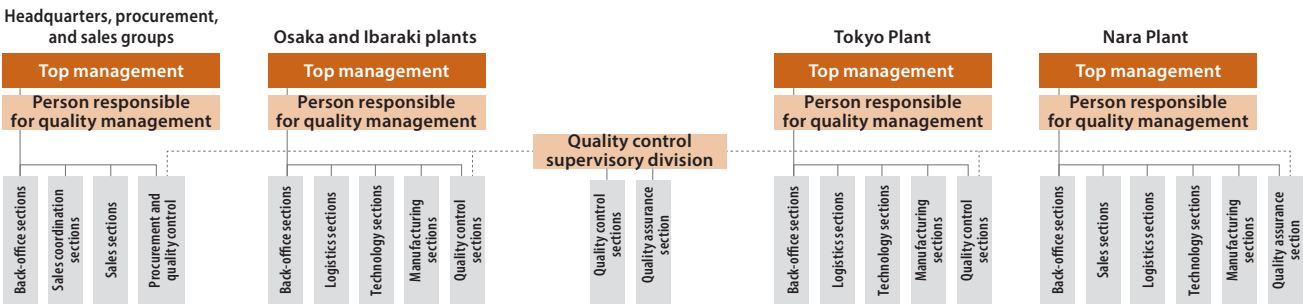 Headquarters, procurement,
and sales groups
Top management
Person responsible
for quality management
Back-office sections
Sales coordination
sections
Sales sections
Procurement and
quality control
Osaka and Ibaraki plants
Top management
Person responsible
for quality management
Back-office sections
Logistics sections
Technology sections
Manufacturing
sections
Quality control
sections
Quality control
supervisory division
Quality control
sections
Quality assurance
section
Tokyo Plant
Top management
Person responsible
for quality management
Back-office sections
Logistics sections
Technology sections
Manufacturing
sections
Quality control
sections
Nara Plant
Top management
Person responsible
for quality management
Back-office sections
Sales sections
Logistics sections
Technology sections
Manufacturing
sections
Quality assurance
section